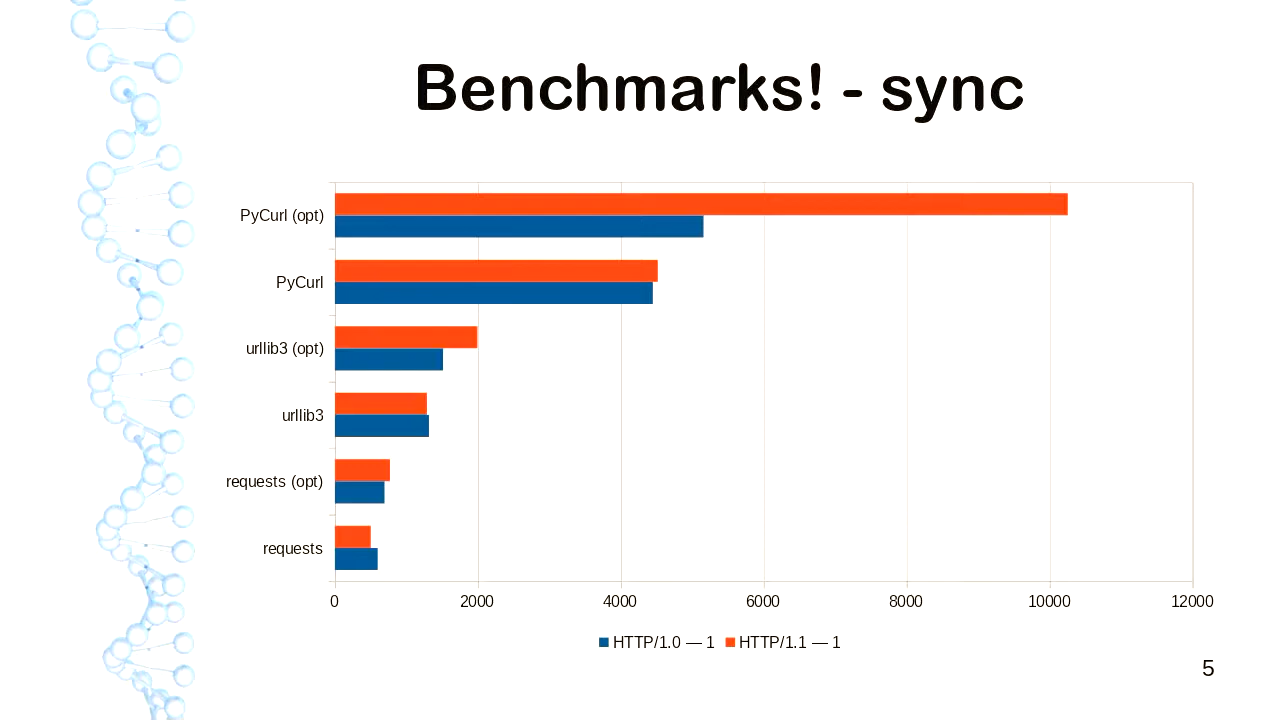 Benchmarks! - sync
PyCurl (opt)
PyCurl
urllib3 (opt)
urllib3
requests (opt)
requests
0 2000 4000 6000 8000 10000 12000
HTTP/1.0 — 1 HTTP/1.1 — 1
5